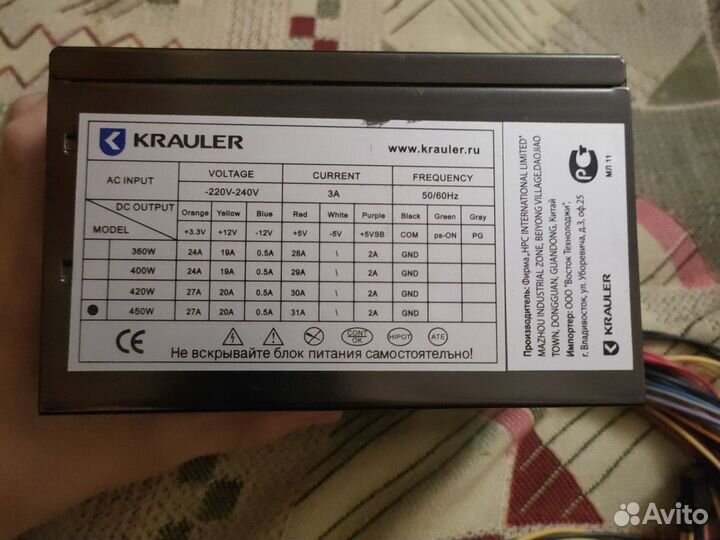 KRAULER
www.krauler.ru
AC INPUT VOLTAGE CURRENT FREQUENCY
-220V-240V 3A 50/60Hz
DC OUTPUT Orange Yellow Blue Red White Purple Black Green Gray
MODEL +3.3V +12V -12V +5V -5V +5VSB COM ps-ON PG
360W 24A 19A 0.5A 28A \ 2A GND
400W 24A 19A 0.5A 29A \ 2A GND
420W 27A 20A 0.5A 30A \ 2A GND
450W 27A 20A 0.5A 31A \ 2A GND
CE
CONT OK
HIPOT
ATE
Не вскрывайте блок питания самостоятельно!
Производитель: Фирма „HPC INTERNATIONAL LIMITED"
MAZHOU INDUSTRIAL ZONE, BEIYONG VILLAGE,DAOJIAO
TOWN, DONGGUAN, GUANDONG, Китай
Импортер: ООО "Восток Технолоджи",
г. Владивосток, ул. Уборевича, д.3, оф.25
KRAULER
РСТ
МЛ 11
Avito